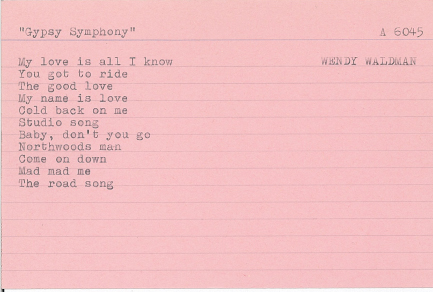 "Gypsy Symphony" A 6045
My love is all I know WENDY WALDMAN
You got to ride
The good love
My name is love
Cold back on me
Studio song
Baby, don't you go
Northwoods man
Come on down
Mad mad me
The road song